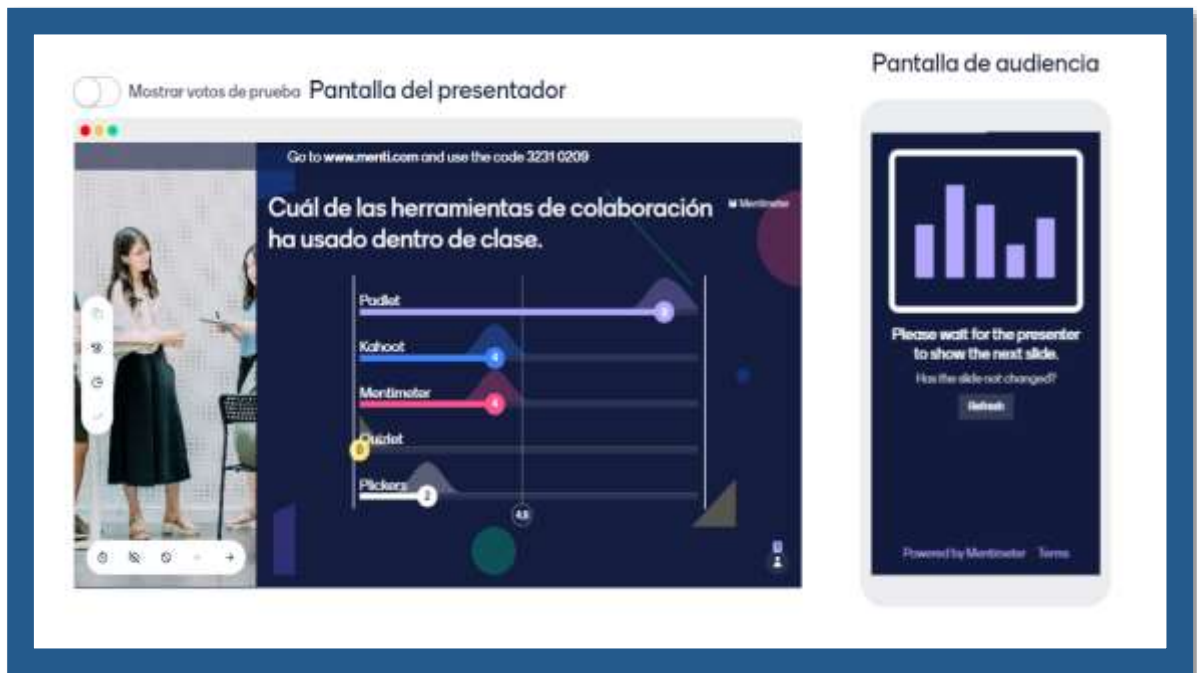 Mostrar votos de prueba Pantalla del presentador
Pantalla de audiencia
Go to www.menti.com and use the code 3231 0209
Cuál de las herramientas de colaboración
ha usado dentro de clase.
Mentimeter
Padlet
Kahoot
4
Mentimeter
4
Quizlet
0
Plickers
2
Please wait for the presenter
to show the next slide.
Has the slide not changed?
Refresh
Powered by Mentimeter Terms